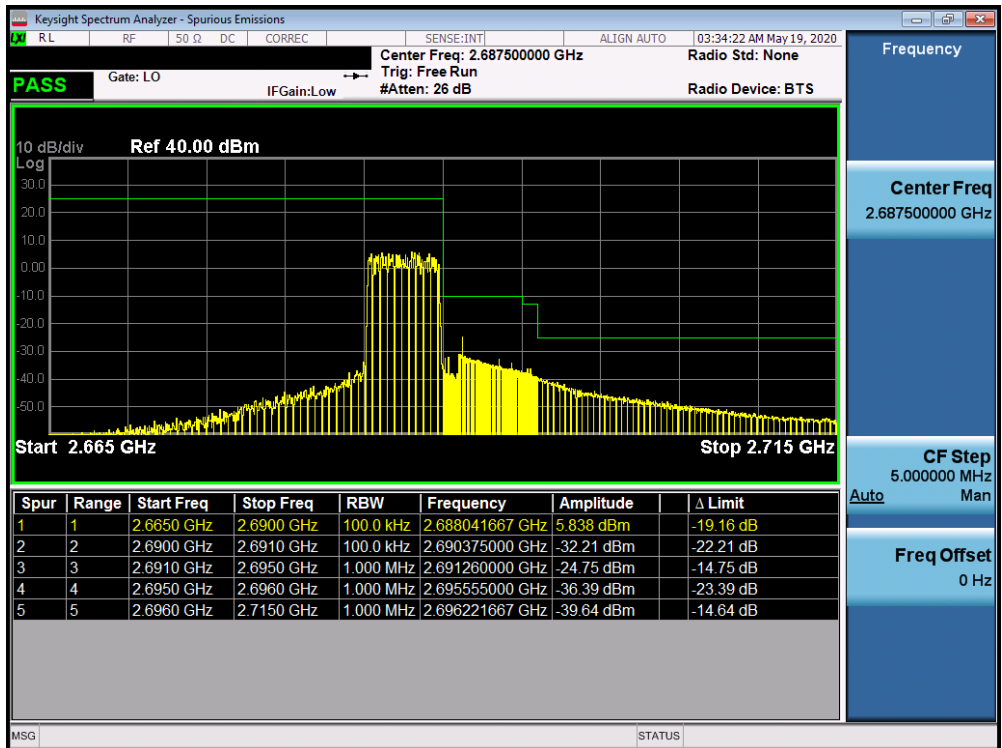 Keysight Spectrum Analyzer - Spurious Emissions
LXI RL RF 50 Ω DC CORREC SENSE:INT ALIGN AUTO 03:34:22 AM May 19, 2020
Center Freq: 2.687500000 GHz Radio Std: None
Gate: LO Trig: Free Run
PASS IFGain:Low #Atten: 26 dB Radio Device: BTS
10 dB/div Ref 40.00 dBm
Log
30.0
20.0
10.0
0.00
-10.0
-20.0
-30.0
-40.0
-50.0
Start 2.665 GHz Stop 2.715 GHz
Spur Range Start Freq Stop Freq RBW Frequency Amplitude Δ Limit
1 1 2.6650 GHz 2.6900 GHz 100.0 kHz 2.688041667 GHz 5.838 dBm -19.16 dB
2 2 2.6900 GHz 2.6910 GHz 100.0 kHz 2.690375000 GHz -32.21 dBm -22.21 dB
3 3 2.6910 GHz 2.6950 GHz 1.000 MHz 2.691260000 GHz -24.75 dBm -14.75 dB
4 4 2.6950 GHz 2.6960 GHz 1.000 MHz 2.695555000 GHz -36.39 dBm -23.39 dB
5 5 2.6960 GHz 2.7150 GHz 1.000 MHz 2.696221667 GHz -39.64 dBm -14.64 dB
Frequency
Center Freq
2.687500000 GHz
CF Step
5.000000 MHz
Auto Man
Freq Offset
0 Hz
MSG STATUS